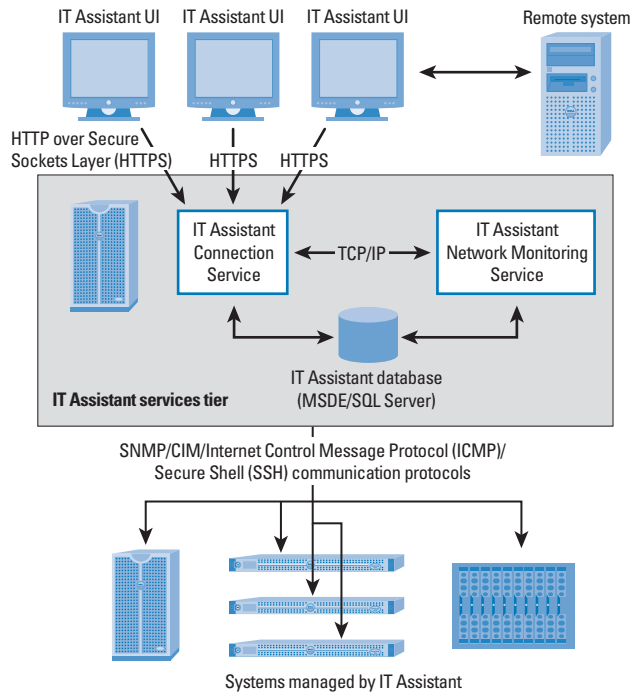 IT Assistant UI
IT Assistant UI
IT Assistant UI
Remote system
HTTP over Secure
Sockets Layer (HTTPS)
HTTPS
HTTPS
IT Assistant
Connection
Service
TCP/IP
IT Assistant
Network Monitoring
Service
IT Assistant database
(MSDE/SQL Server)
IT Assistant services tier
SNMP/CIM/Internet Control Message Protocol (ICMP)/
Secure Shell (SSH) communication protocols
Systems managed by IT Assistant